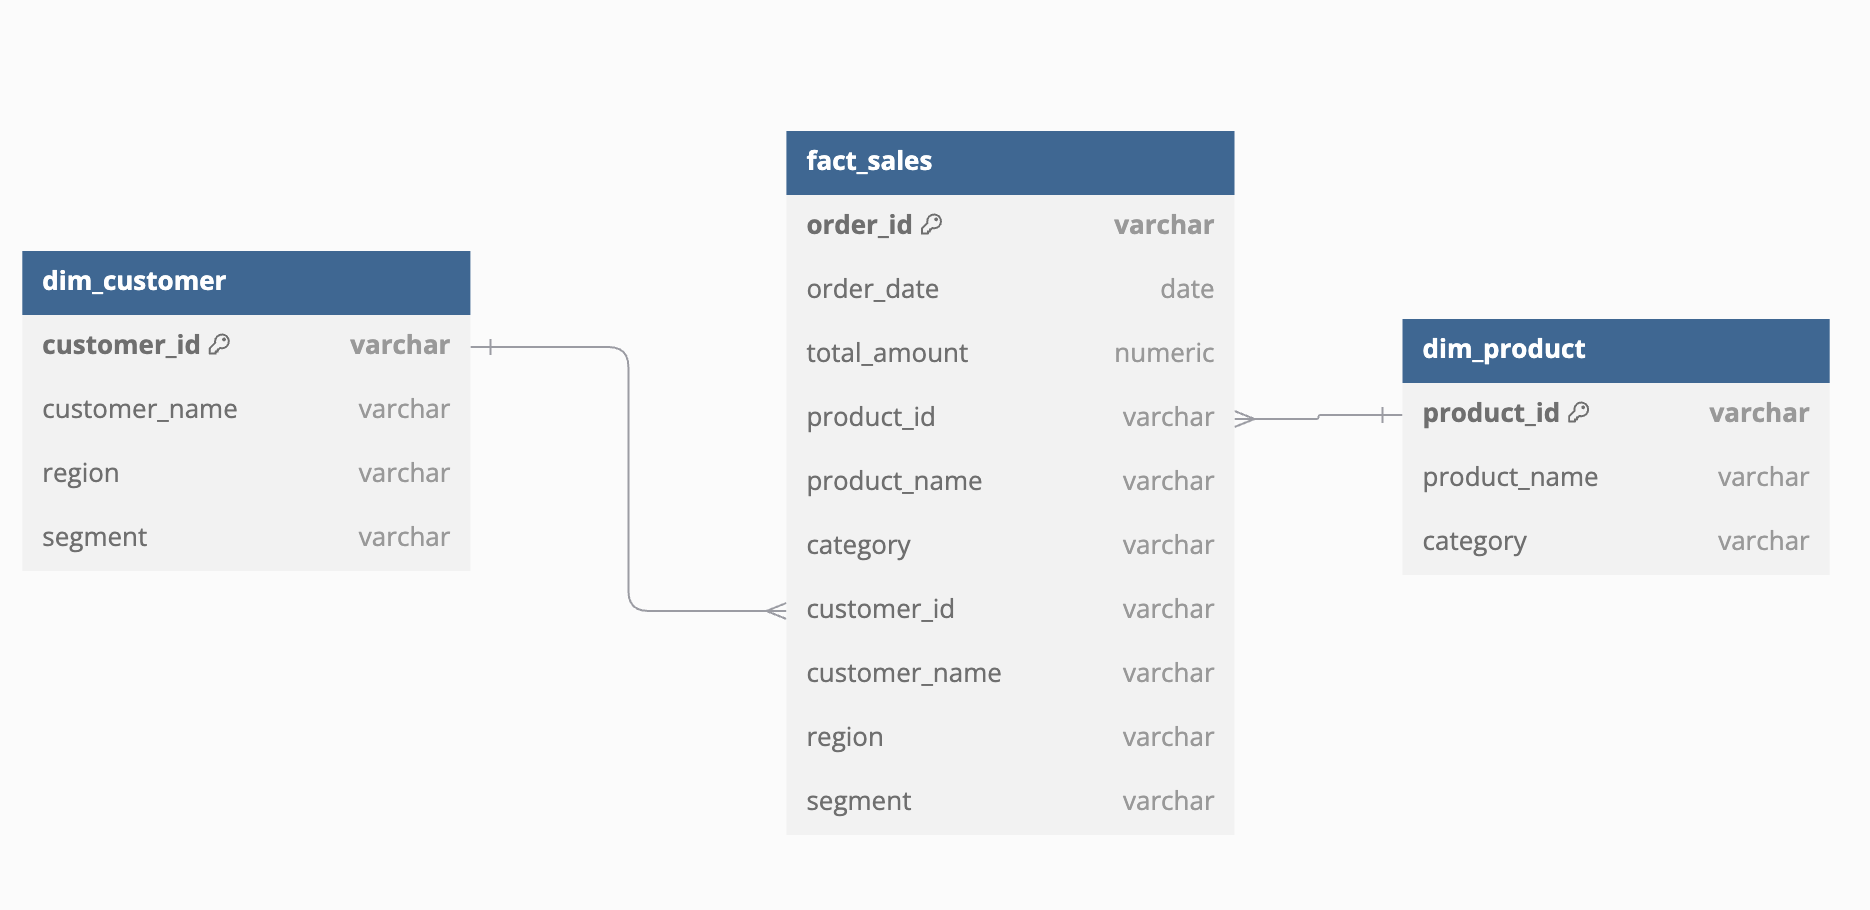 dim_customer
customer_id varchar
customer_name varchar
region varchar
segment varchar
fact_sales
order_id varchar
order_date date
total_amount numeric
product_id varchar
product_name varchar
category varchar
customer_id varchar
customer_name varchar
region varchar
segment varchar
dim_product
product_id varchar
product_name varchar
category varchar